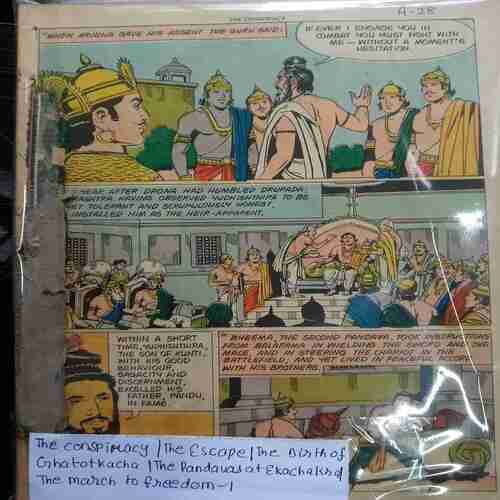 THE CONSPIRACY
A-28
"WHEN ARJUNA GAVE HIS ASSENT THE GURU SAID:
IF EVER I ENGAGE YOU IN
COMBAT YOU MUST FIGHT WITH
ME — WITHOUT A MOMENT'S
HESITATION.
YEAR AFTER DRONA HAD HUMBLED DRUPADA,
HAVING OBSERVED YUDHISHTHIRA TO BE
TOLERANT AND SCRUPULOUSLY HONEST,
INSTALLED HIM AS THE HEIR-APPARENT.
WITHIN A SHORT
TIME, YUDHISHTHIRA,
THE SON OF KUNTI,
WITH HIS GOOD
BEHAVIOUR,
SAGACITY AND
DISCERNMENT,
EXCELLED HIS
FATHER, PANDU,
IN FAME.
"BHEEMA, THE SECOND PANDAVA, TOOK INSTRUCTIONS
FROM BALARAMA IN WIELDING THE SWORD AND THE
MACE, AND IN STEERING THE CHARIOT IN THE
BATTLEFIELD, AND YET LIVED IN PEACEFUL ACCORD
WITH HIS BROTHERS.
The conspiracy / The Escape / The Birth of
Ghatotkacha / The Pandavas at Ekachakra /
The march to freedom-1